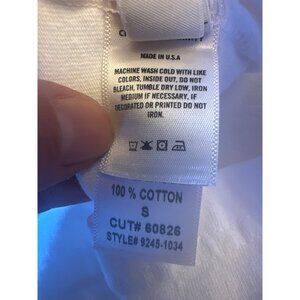 MADE IN U.S.A
MACHINE WASH COLD WITH LIKE
COLORS, INSIDE OUT, DO NOT
BLEACH, TUMBLE DRY LOW, IRON
MEDIUM IF NECESSARY, IF
DECORATED OR PRINTED DO NOT
IRON.
100% COTTON
S
CUT# 60826
STYLE# 9245-1034